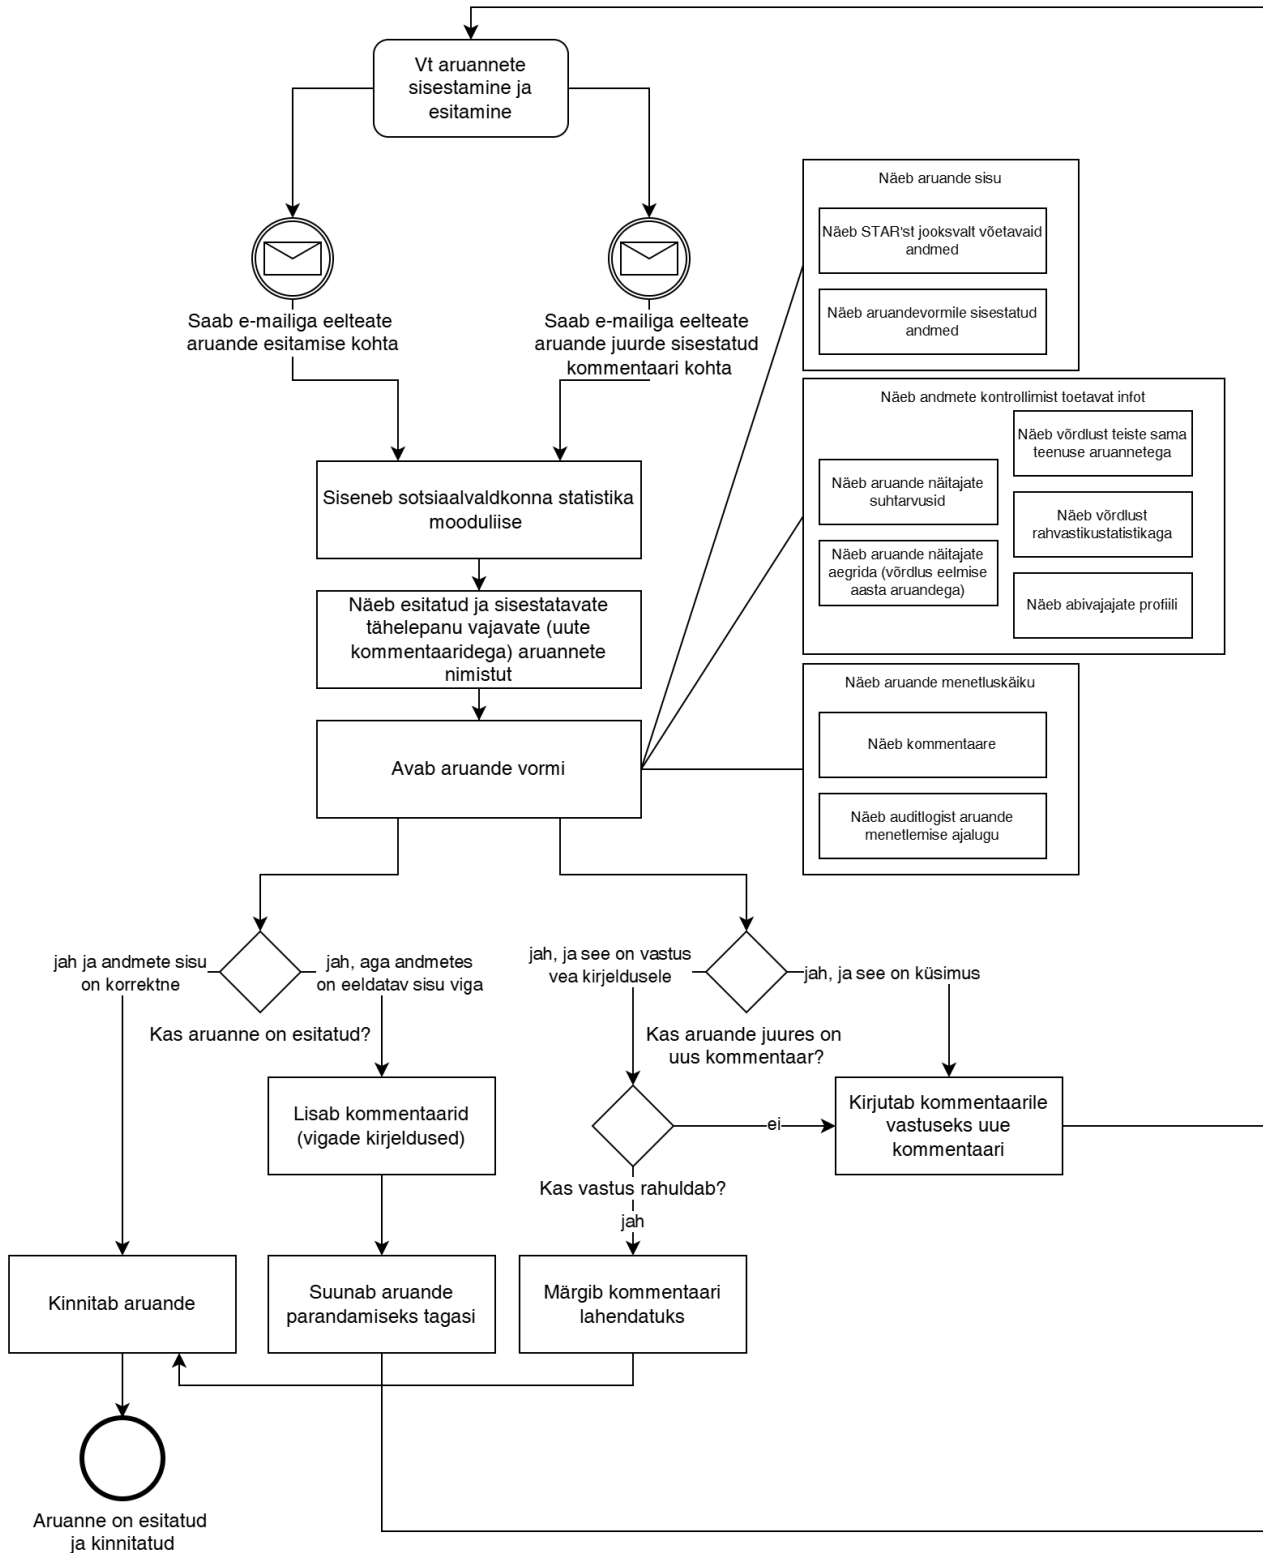 Vt aruannete
sisestamine ja
esitamine
Saab e-mailiga eelteate
aruande esitamise kohta
Saab e-mailiga eelteate
aruande juurde sisestatud
kommentaari kohta
Näeb aruande sisu
Näeb STAR'st jooksvalt võetavaid
andmed
Näeb aruandevormile sisestatud
andmed
Näeb andmete kontrollimist toetavat infot
Näeb võrdlust teiste sama
teenuse aruannetega
Näeb aruande näitajate
suhtarvusid
Näeb võrdlust
rahvastikustatistikaga
Näeb aruande näitajate
aegrida (võrdlus eelmise
aasta aruandega)
Näeb abivajajate profiili
Siseneb sotsiaalvaldkonna statistika
mooduliise
Näeb esitatud ja sisestatavate
tähelepanu vajavate (uute
kommentaaridega) aruannete
nimistut
Avab aruande vormi
Näeb aruande menetluskäiku
Näeb kommentaare
Näeb auditlogist aruande
menetlemise ajalugu
jah ja andmete sisu
on korrektne
jah, aga andmetes
on eeldatav sisu viga
Kas aruanne on esitatud?
jah, ja see on vastus
vea kirjeldusele
jah, ja see on küsimus
Kas aruande juures on
uus kommentaar?
Lisab kommentaarid
(vigade kirjeldused)
ei
Kirjutab kommentaarile
vastuseks uue
kommentaari
Kas vastus rahuldab?
jah
Kinnitab aruande
Suunab aruande
parandamiseks tagasi
Märgib kommentaari
lahendatuks
Aruanne on esitatud
ja kinnitatud